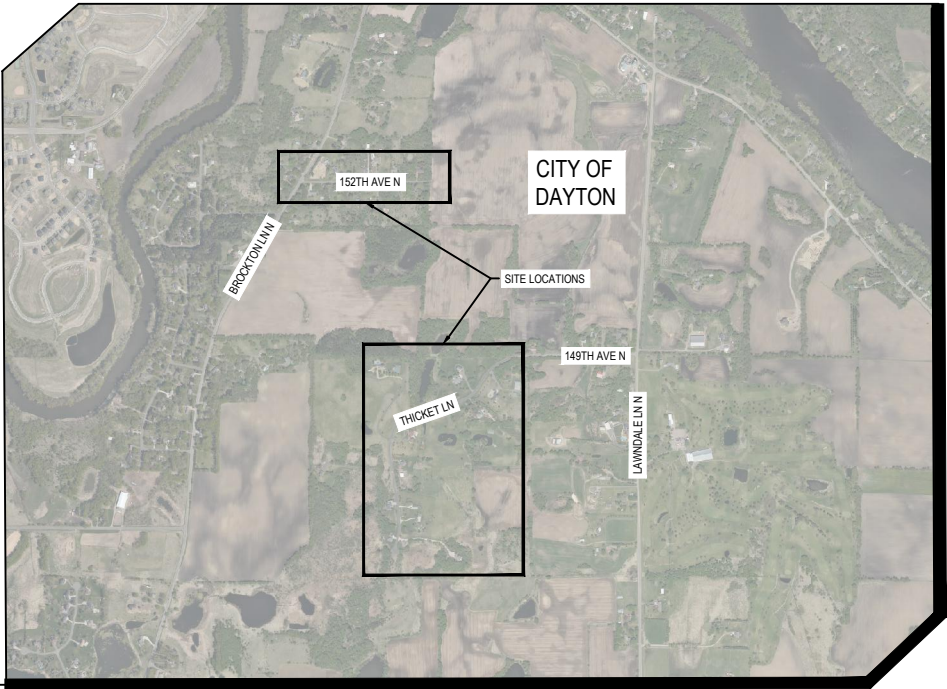 CITY OF
DAYTON
152TH AVE N
BROCKTON LN N
SITE LOCATIONS
149TH AVE N
THICKET LN
LAWNDALE LN N